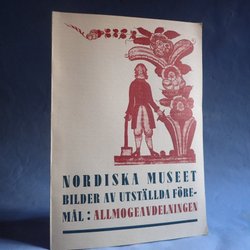 NORDISKA MUSEET
BILDER AV UTSTÄLLDA FÖRE-
MÅL: ALLMOGEAVDELNINGEN